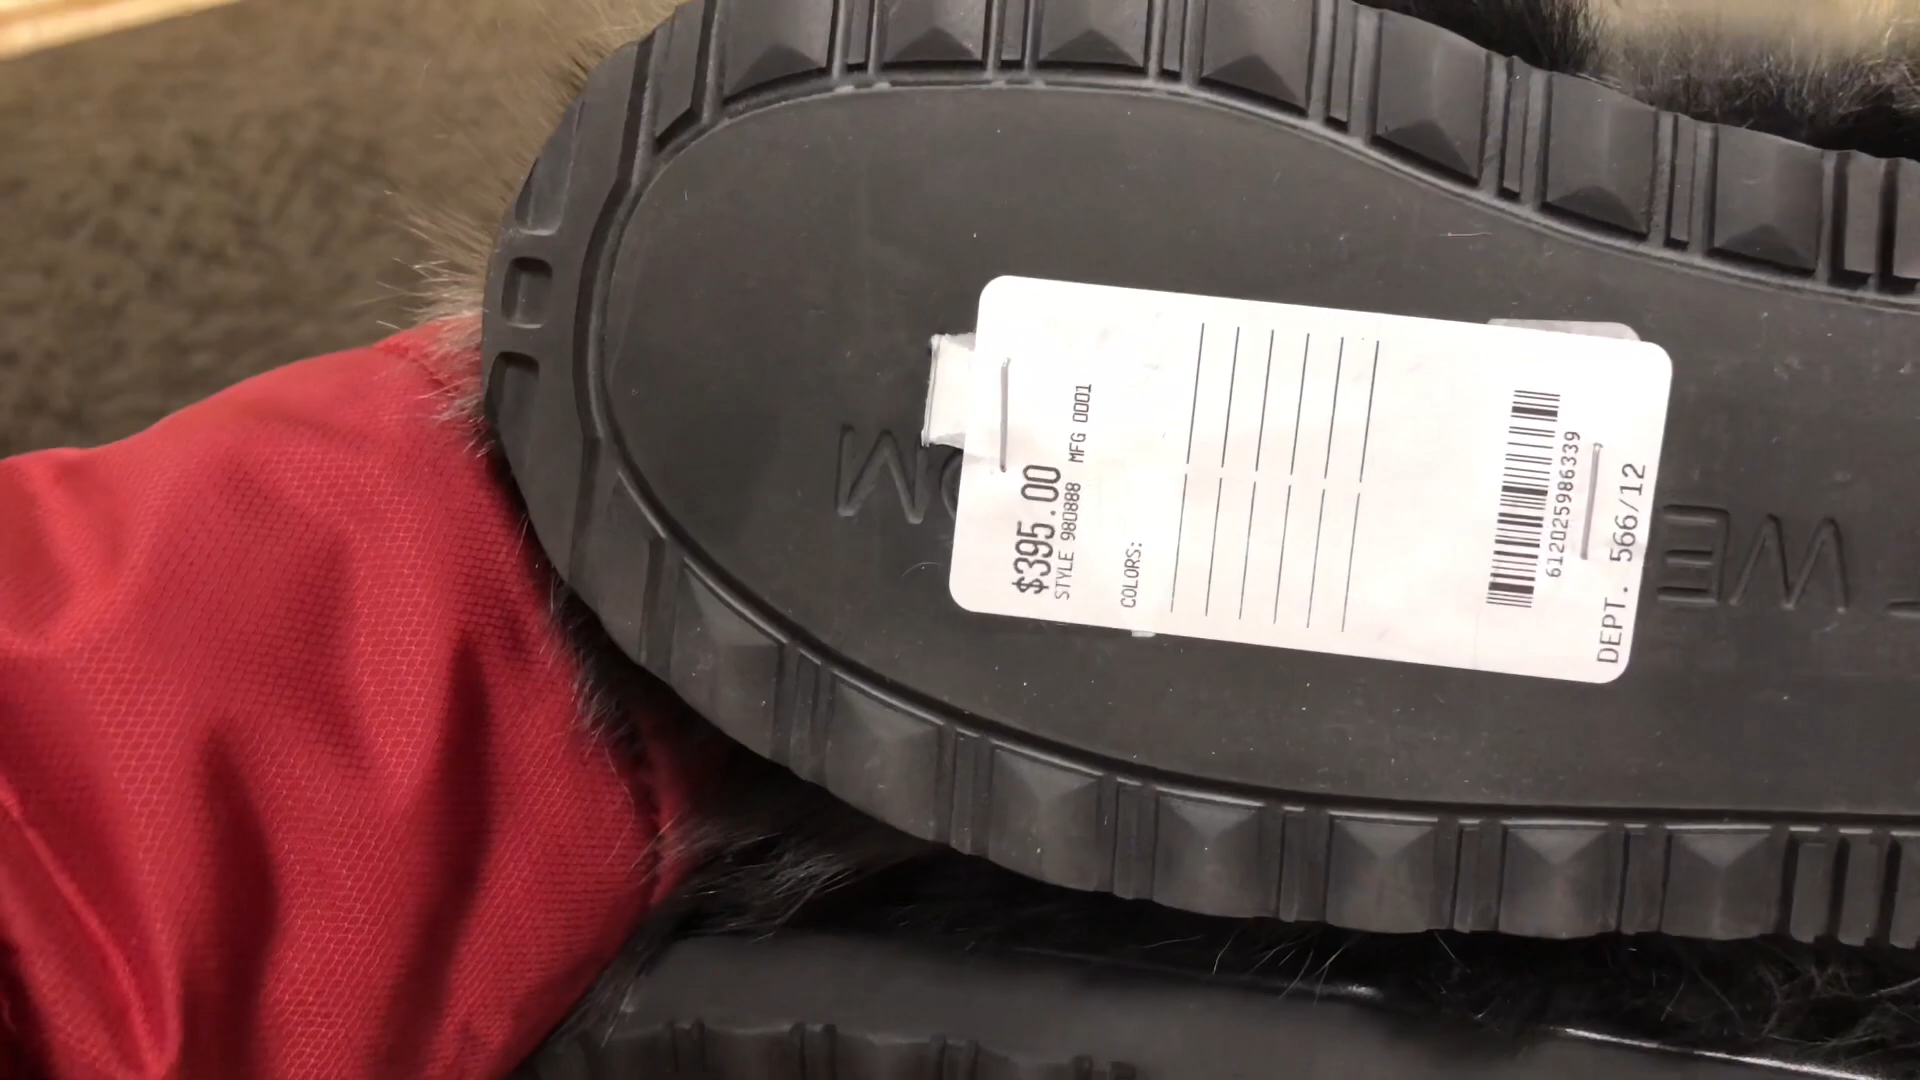 $395.00
STYLE 980888 MFG 0001
COLORS:
612025986339
DEPT. 566/12